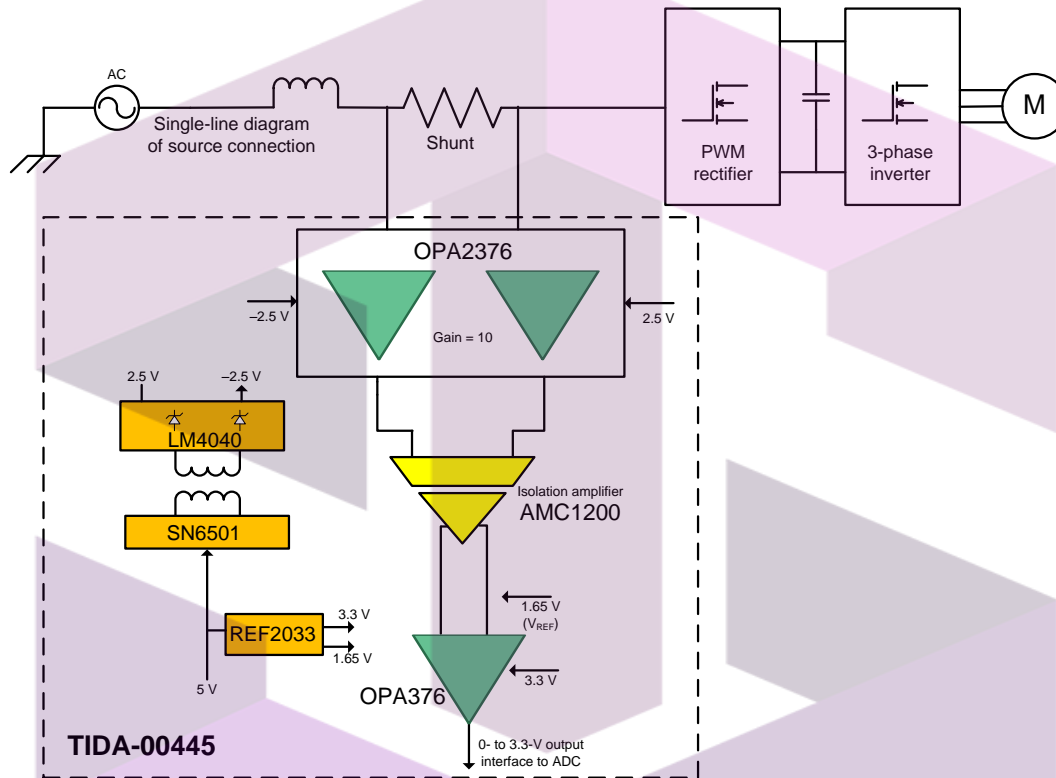 AC
Single-line diagram
of source connection
Shunt
PWM
rectifier
3-phase
inverter
M
OPA2376
–2.5 V
2.5 V
Gain = 10
2.5 V
–2.5 V
LM4040
Isolation amplifier
AMC1200
SN6501
1.65 V
(VREF)
3.3 V
REF2033
1.65 V
3.3 V
5 V
OPA376
TIDA-00445
0- to 3.3-V output
interface to ADC